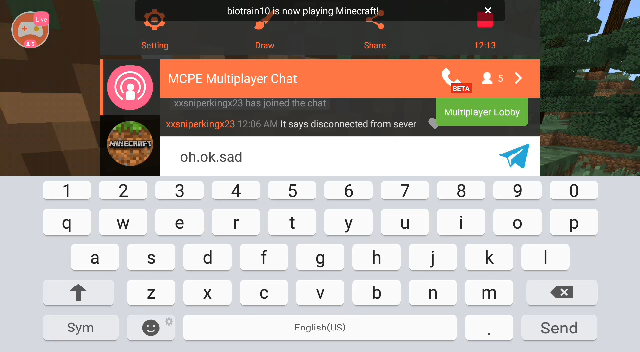 biotrain10 is now playing Minecraft!
Live
Setting
Draw
Share
12:13
MCPE Multiplayer Chat
BETA
5
xxsniperkingx23 has joined the chat
Multiplayer Lobby
xxsniperkingx23 12:06 AM It says disconnected from sever
MINECRAFT
oh.ok.sad
1 2 3 4 5 6 7 8 9 0
q w e r t y u i o p
a s d f g h j k l
z x c v b n m
Sym English(US) . Send